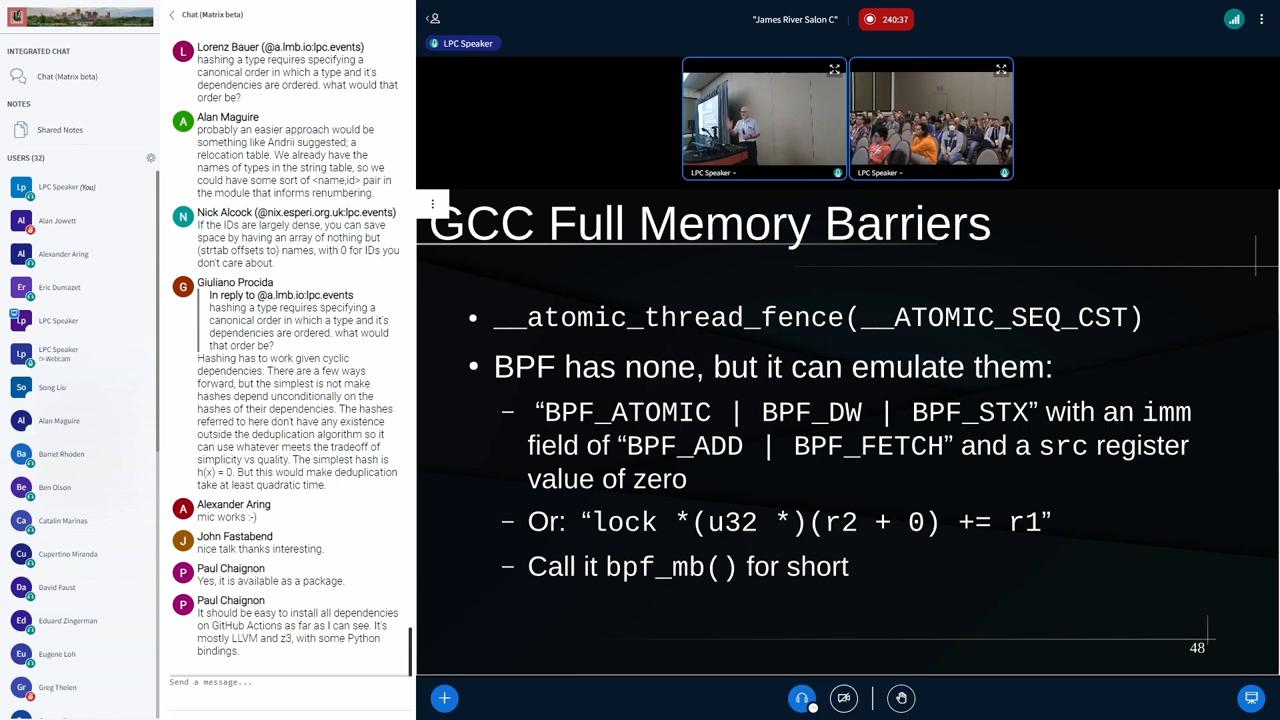 Chat (Matrix beta)
"James River Salon C"
240:37
LPC Speaker
INTEGRATED CHAT
Chat (Matrix beta)
NOTES
Shared Notes
USERS (32)
Lp LPC Speaker (You)
Al Alan Jowett
Al Alexander Aring
Er Eric Dumazet
Lp LPC Speaker
Lp LPC Speaker
Webcam
So Song Liu
Al Alan Maguire
Ba Barret Rhoden
Be Ben Olson
Ca Catalin Marinas
Cu Cupertino Miranda
Da David Faust
Ed Eduard Zingerman
Eu Eugene Loh
Gr Greg Thelen
L Lorenz Bauer (@a.lmb.io:lpc.events)
hashing a type requires specifying a
canonical order in which a type and it's
dependencies are ordered. what would that
order be?
A Alan Maguire
probably an easier approach would be
something like Andrii suggested; a
relocation table. We already have the
names of types in the string table, so we
could have some sort of <name,id> pair in
the module that informs renumbering.
N Nick Alcock (@nix.esperi.org.uk:lpc.events)
If the IDs are largely dense, you can save
space by having an array of nothing but
(strtab offsets to) names, with 0 for IDs you
don't care about.
G Giuliano Procida
In reply to @a.lmb.io:lpc.events
hashing a type requires specifying a
canonical order in which a type and it's
dependencies are ordered. what would
that order be?
Hashing has to work given cyclic
dependencies. There are a few ways
forward, but the simplest is not make
hashes depend unconditionally on the
hashes of their dependencies. The hashes
referred to here don't have any existence
outside the deduplication algorithm so it
can use whatever meets the tradeoff of
simplicity vs quality. The simplest hash is
h(x) = 0. But this would make deduplication
take at least quadratic time.
A Alexander Aring
mic works :-)
J John Fastabend
nice talk thanks interesting.
P Paul Chaignon
Yes, it is available as a package.
P Paul Chaignon
It should be easy to install all dependencies
on GitHub Actions as far as I can see. It's
mostly LLVM and z3, with some Python
bindings.
Send a message...
LPC Speaker
LPC Speaker
GCC Full Memory Barriers
• __atomic_thread_fence(__ATOMIC_SEQ_CST)
• BPF has none, but it can emulate them:
– “BPF_ATOMIC | BPF_DW | BPF_STX” with an imm
field of “BPF_ADD | BPF_FETCH” and a src register
value of zero
– Or: “lock *(u32 *)(r2 + 0) += r1”
– Call it bpf_mb() for short
48